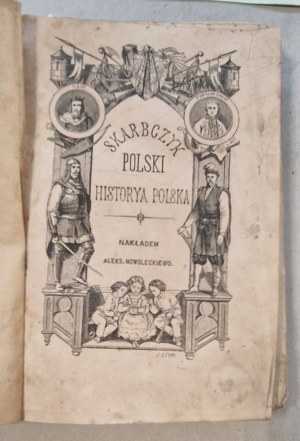 SKARBCZYK
POLSKI
HISTORYA POLSKA
NAKŁADEM
ALEKS. NOWOLECKIEGO.